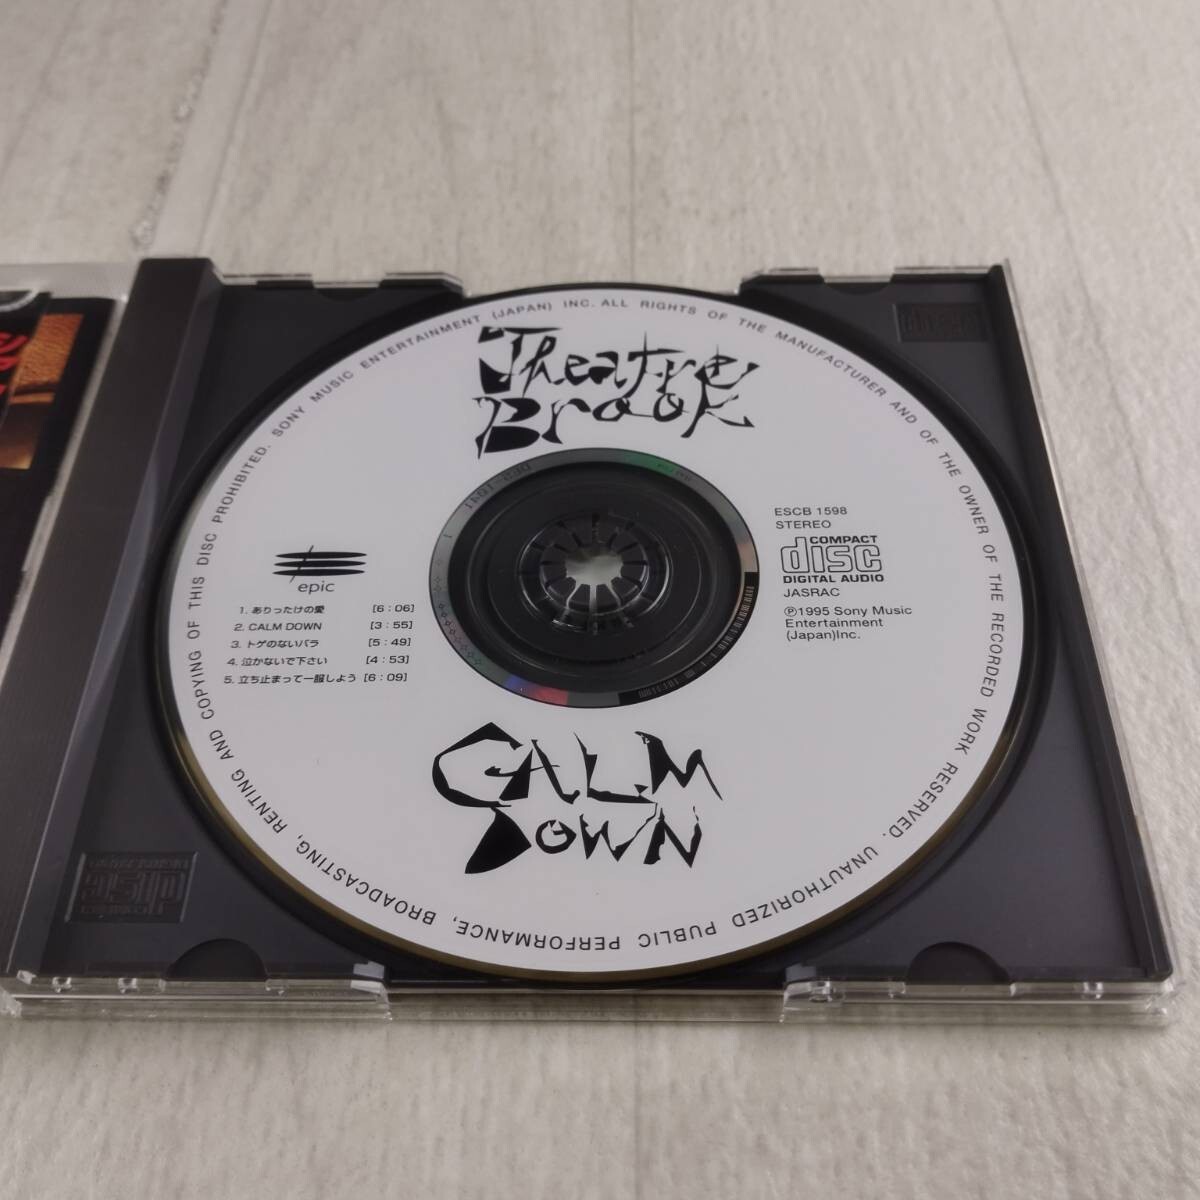 Theatre
Brook
SONY MUSIC ENTERTAINMENT (JAPAN) INC. ALL RIGHTS OF THE MANUFACTURER AND OF THE OWNER OF THE RECORDED WORK RESERVED. UNAUTHORIZED PUBLIC PERFORMANCE, BROADCASTING, RENTING AND COPYING OF THIS DISC PROHIBITED.
epic
1. ありったけの愛 [6:06]
2. CALM DOWN [3:55]
3. トゲのないバラ [5:49]
4. 泣かないで下さい [4:53]
5. 立ち止まって一服しよう [6:09]
ESCB 1598
STEREO
COMPACT
disc
DIGITAL AUDIO
JASRAC
℗1995 Sony Music
Entertainment
(Japan)Inc.
CALM
DOWN